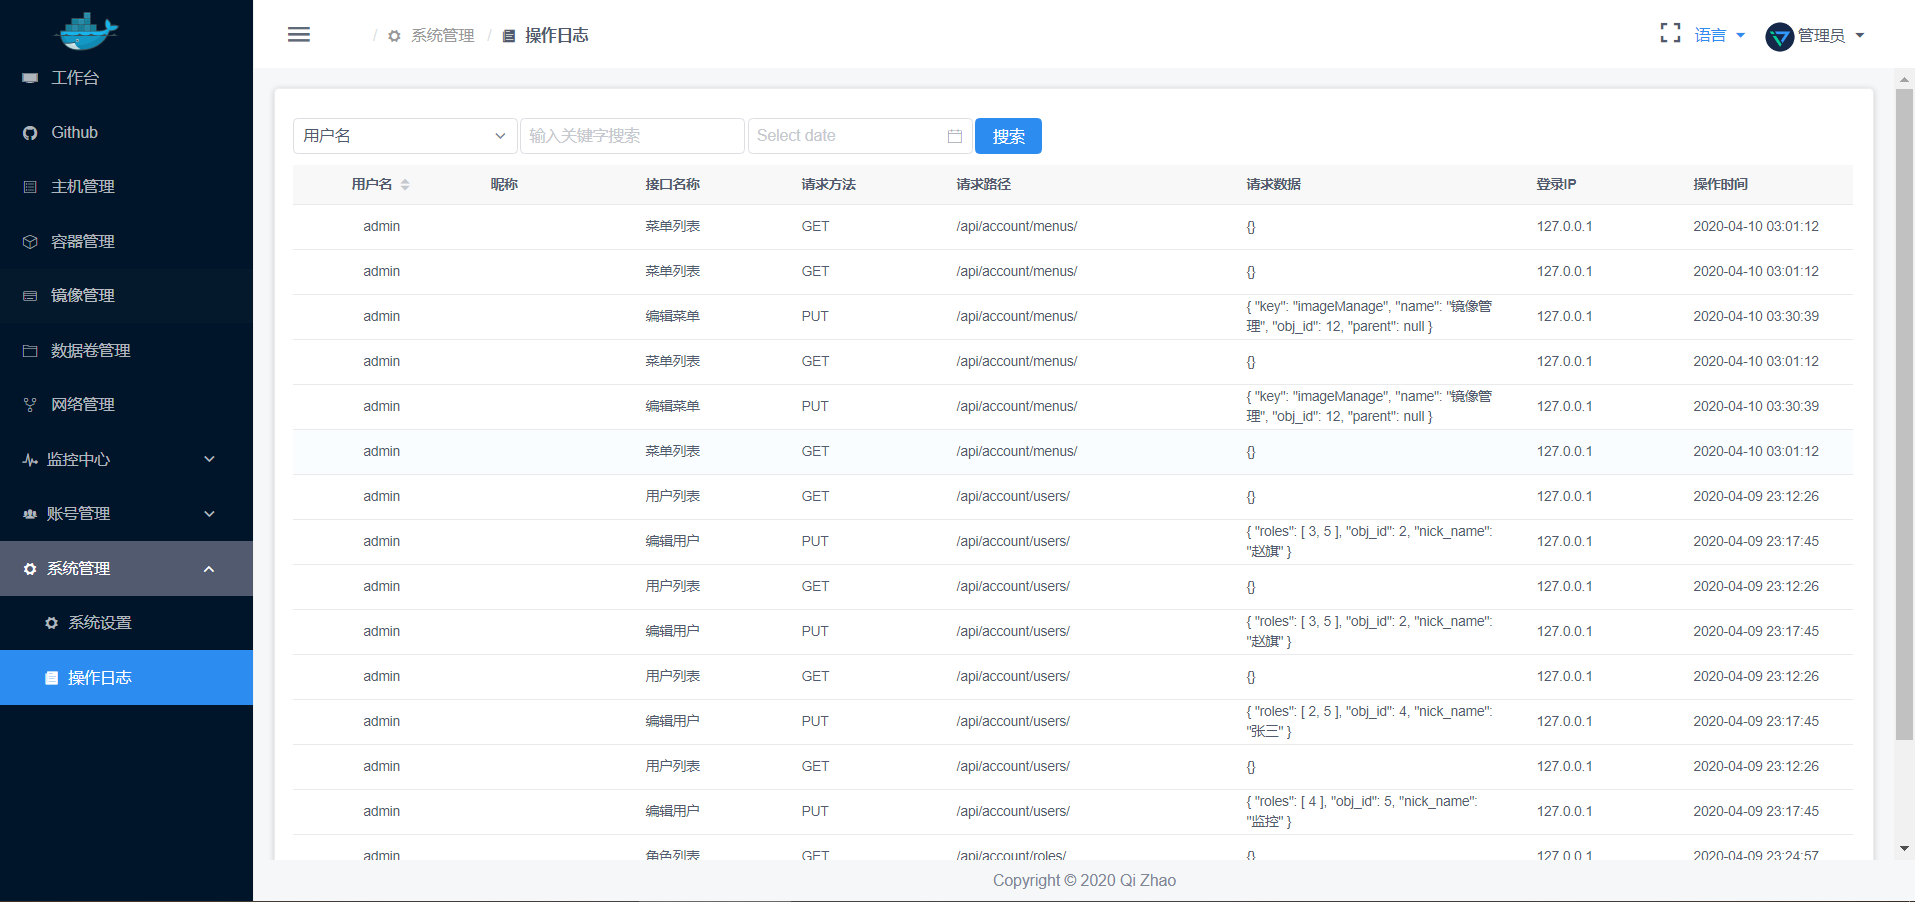 / 系统管理 / 操作日志
语言 管理员
工作台
Github
主机管理
容器管理
镜像管理
数据卷管理
网络管理
监控中心
账号管理
系统管理
系统设置
操作日志
用户名 输入关键字搜索 Select date 搜索
用户名 昵称 接口名称 请求方法 请求路径 请求数据 登录IP 操作时间
admin 菜单列表 GET /api/account/menus/ {} 127.0.0.1 2020-04-10 03:01:12
admin 菜单列表 GET /api/account/menus/ {} 127.0.0.1 2020-04-10 03:01:12
admin 编辑菜单 PUT /api/account/menus/ { "key": "imageManage", "name": "镜像管
理", "obj_id": 12, "parent": null } 127.0.0.1 2020-04-10 03:30:39
admin 菜单列表 GET /api/account/menus/ {} 127.0.0.1 2020-04-10 03:01:12
admin 编辑菜单 PUT /api/account/menus/ { "key": "imageManage", "name": "镜像管
理", "obj_id": 12, "parent": null } 127.0.0.1 2020-04-10 03:30:39
admin 菜单列表 GET /api/account/menus/ {} 127.0.0.1 2020-04-10 03:01:12
admin 用户列表 GET /api/account/users/ {} 127.0.0.1 2020-04-09 23:12:26
admin 编辑用户 PUT /api/account/users/ { "roles": [ 3, 5 ], "obj_id": 2, "nick_name":
"赵旗" } 127.0.0.1 2020-04-09 23:17:45
admin 用户列表 GET /api/account/users/ {} 127.0.0.1 2020-04-09 23:12:26
admin 编辑用户 PUT /api/account/users/ { "roles": [ 3, 5 ], "obj_id": 2, "nick_name":
"赵旗" } 127.0.0.1 2020-04-09 23:17:45
admin 用户列表 GET /api/account/users/ {} 127.0.0.1 2020-04-09 23:12:26
admin 编辑用户 PUT /api/account/users/ { "roles": [ 2, 5 ], "obj_id": 4, "nick_name":
"张三" } 127.0.0.1 2020-04-09 23:17:45
admin 用户列表 GET /api/account/users/ {} 127.0.0.1 2020-04-09 23:12:26
admin 编辑用户 PUT /api/account/users/ { "roles": [ 4 ], "obj_id": 5, "nick_name":
"监控" } 127.0.0.1 2020-04-09 23:17:45
admin 角色列表 GET /api/account/roles/ {} 127.0.0.1 2020-04-09 23:24:57
Copyright © 2020 Qi Zhao